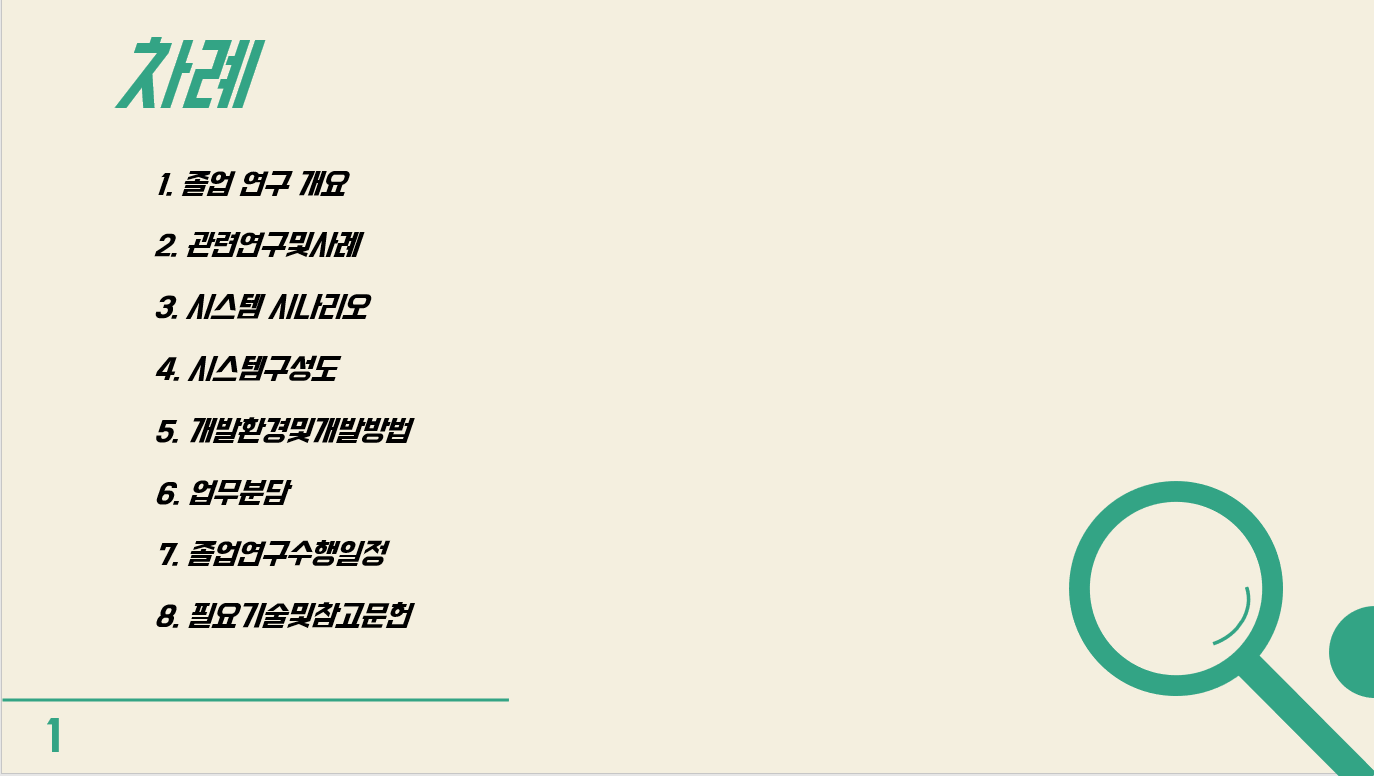 차례
1. 졸업 연구 개요
2. 관련연구및사례
3. 시스템 시나리오
4. 시스템구성도
5. 개발환경및개발방법
6. 업무분담
7. 졸업연구수행일정
8. 필요기술및참고문헌
1